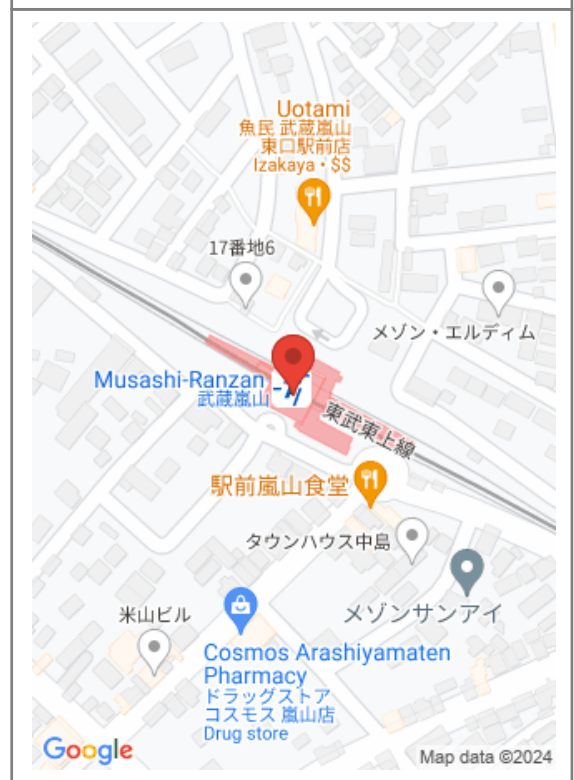 Uotami
魚民 武蔵嵐山
東口駅前店
Izakaya・$$
17番地6
メゾン・エルディム
Musashi-Ranzan
武蔵嵐山
東武東上線
駅前嵐山食堂
タウンハウス中島
メゾンサンアイ
米山ビル
Cosmos Arashiyamaten
Pharmacy
ドラッグストア
コスモス 嵐山店
Drug store
Google
Map data ©2024